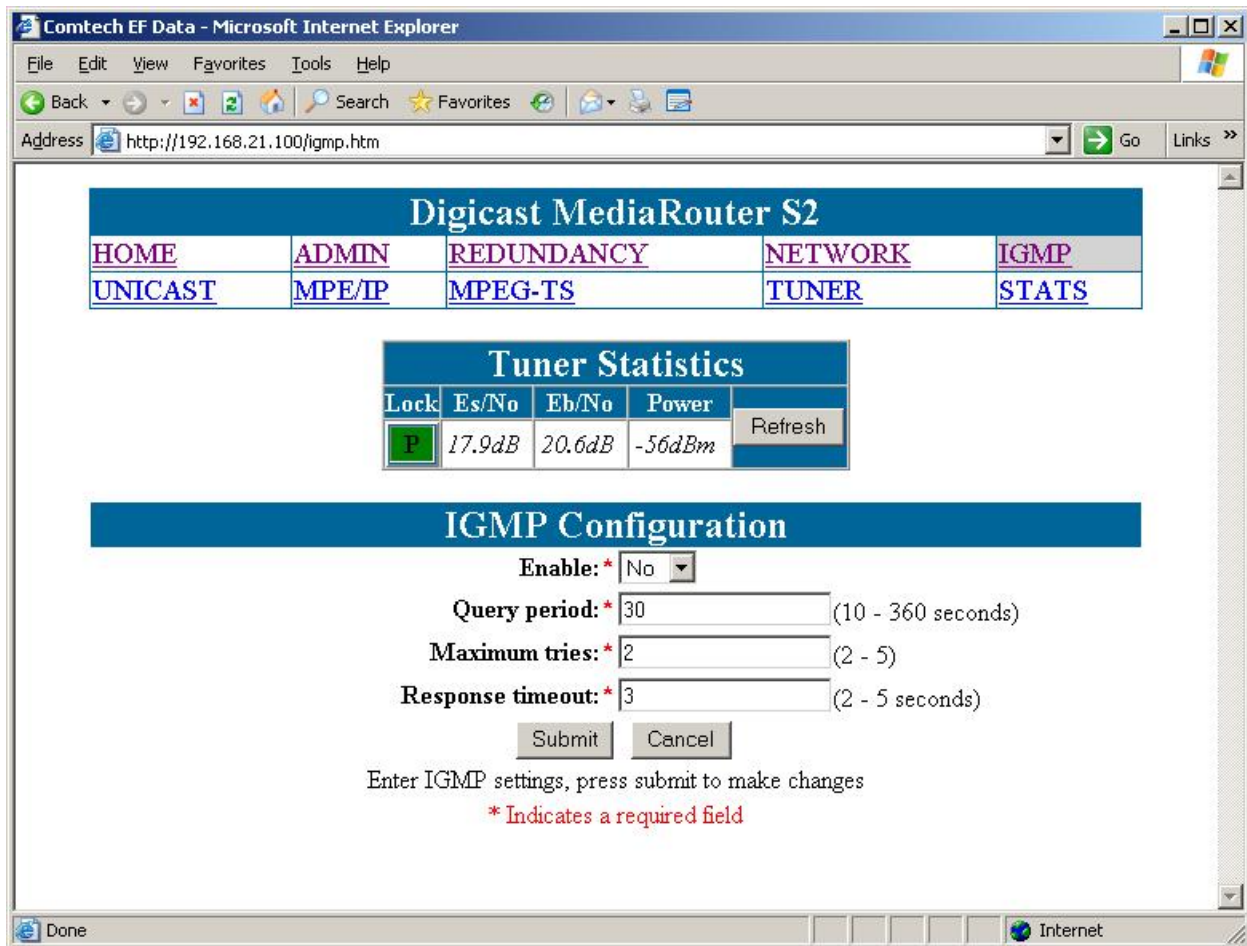 Comtech EF Data - Microsoft Internet Explorer
File Edit View Favorites Tools Help
Back Search Favorites
Address http://192.168.21.100/igmp.htm Go Links »
Digicast MediaRouter S2
HOME ADMIN REDUNDANCY NETWORK IGMP
UNICAST MPE/IP MPEG-TS TUNER STATS
Tuner Statistics
Lock Es/No Eb/No Power
P 17.9dB 20.6dB -56dBm Refresh
IGMP Configuration
Enable:* No
Query period:* 30 (10 - 360 seconds)
Maximum tries:* 2 (2 - 5)
Response timeout:* 3 (2 - 5 seconds)
Submit Cancel
Enter IGMP settings, press submit to make changes
* Indicates a required field
Done Internet